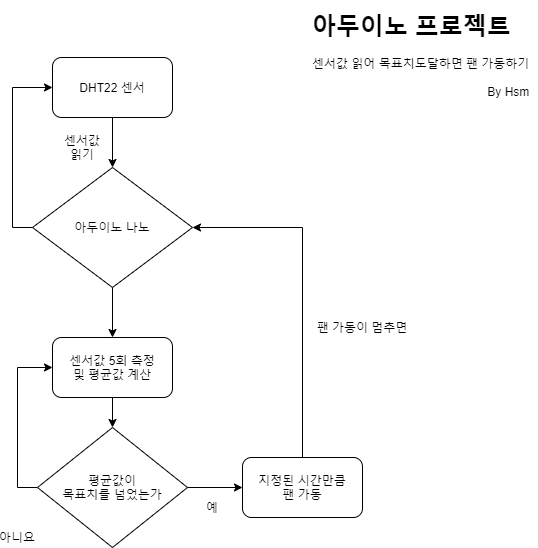 아두이노 프로젝트
센서값 읽어 목표치도달하면 팬 가동하기
By Hsm
DHT22 센서
센서값
읽기
아두이노 나노
팬 가동이 멈추면
센서값 5회 측정
및 평균값 계산
평균값이
목표치를 넘었는가
지정된 시간만큼
팬 가동
예
아니요